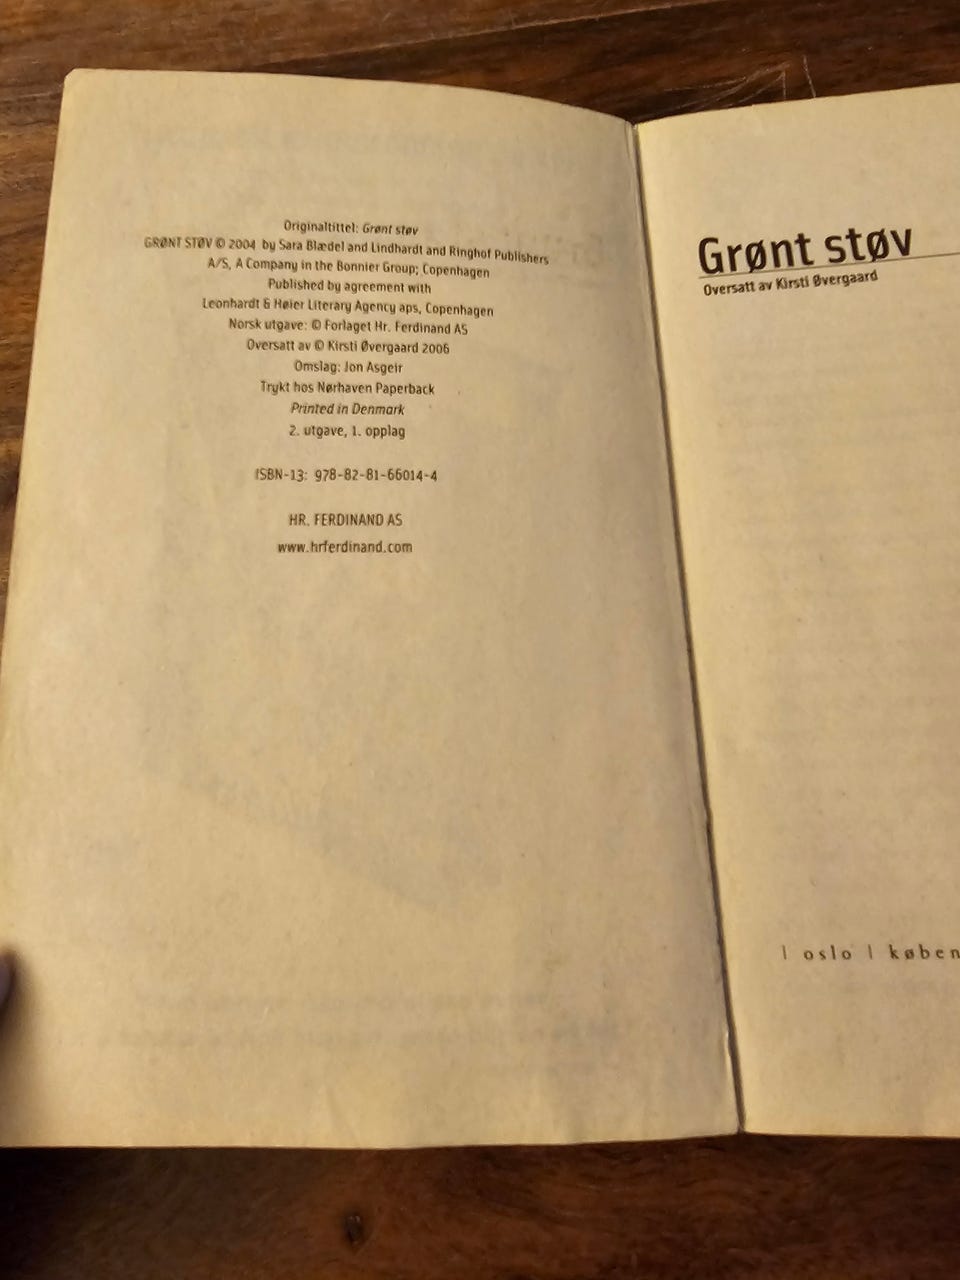 Originaltittel: Grønt støv
GRØNT STØV © 2004 by Sara Blædel and Lindhardt and Ringhof Publishers
A/S, A Company in the Bonnier Group; Copenhagen
Published by agreement with
Leonhardt & Høier Literary Agency aps, Copenhagen
Norsk utgave: © Forlaget Hr. Ferdinand AS
Oversatt av © Kirsti Øvergaard 2006
Omslag: Jon Asgeir
Trykt hos Nørhaven Paperback
Printed in Denmark
2. utgave, 1. opplag
ISBN-13: 978-82-81-66014-4
HR. FERDINAND AS
www.hrferdinand.com
Grønt støv
Oversatt av Kirsti Øvergaard
| oslo | køben